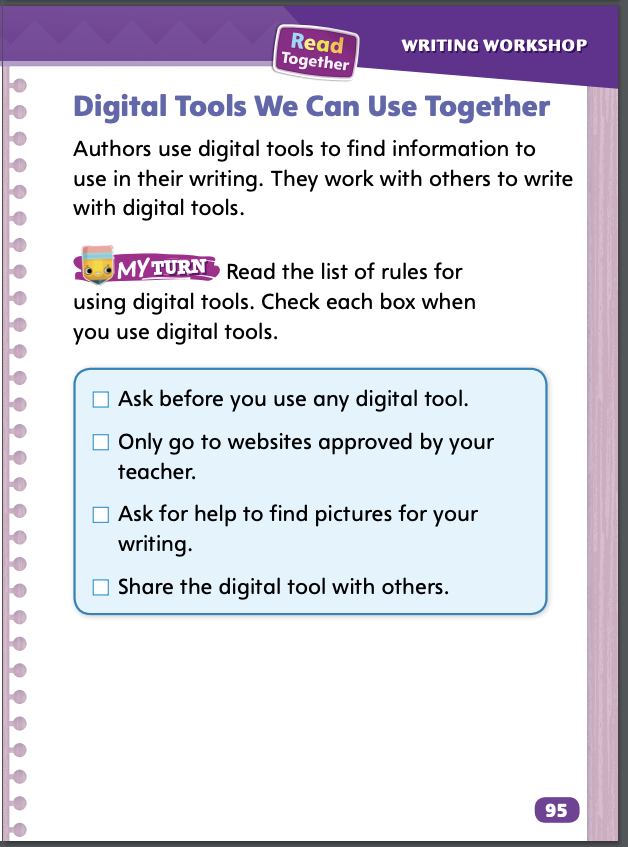 Read
Together
WRITING WORKSHOP
Digital Tools We Can Use Together
Authors use digital tools to find information to
use in their writing. They work with others to write
with digital tools.
MY TURN Read the list of rules for
using digital tools. Check each box when
you use digital tools.
Ask before you use any digital tool.
Only go to websites approved by your
teacher.
Ask for help to find pictures for your
writing.
Share the digital tool with others.
95